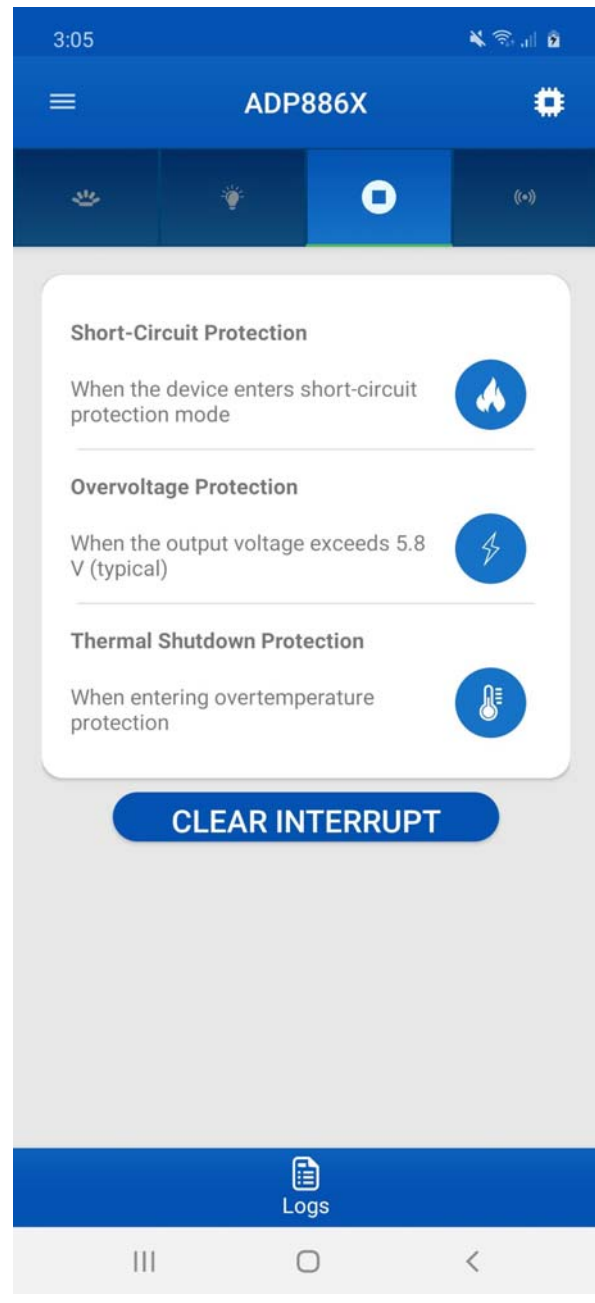 3:05
ADP886X
Short-Circuit Protection
When the device enters short-circuit
protection mode
Overvoltage Protection
When the output voltage exceeds 5.8
V (typical)
Thermal Shutdown Protection
When entering overtemperature
protection
CLEAR INTERRUPT
Logs